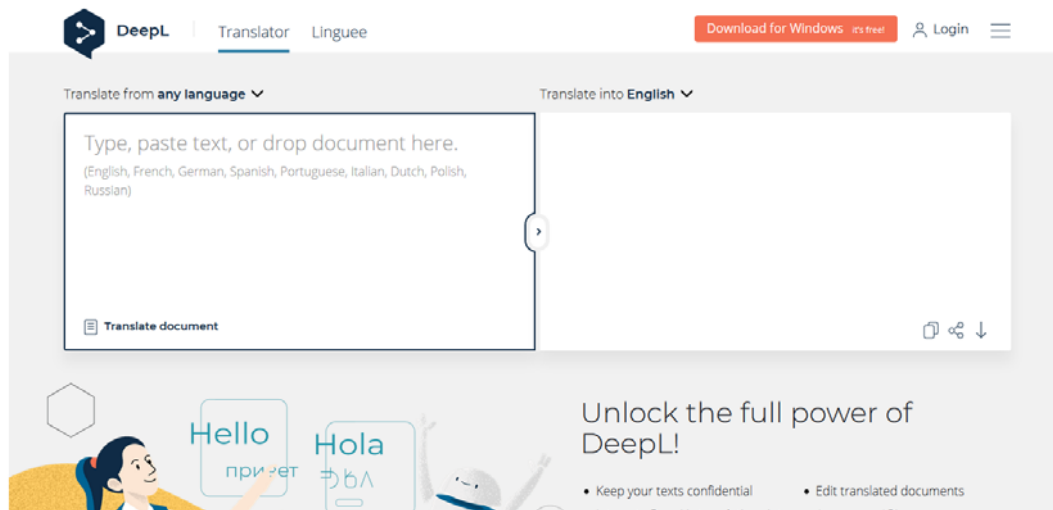 DeepL Translator Linguee Download for Windows it's free! Login
Translate from any language
Translate into English
Type, paste text, or drop document here.
(English, French, German, Spanish, Portuguese, Italian, Dutch, Polish,
Russian)
Translate document
Hello
привет
Hola
Unlock the full power of
DeepL!
• Keep your texts confidential
• Edit translated documents